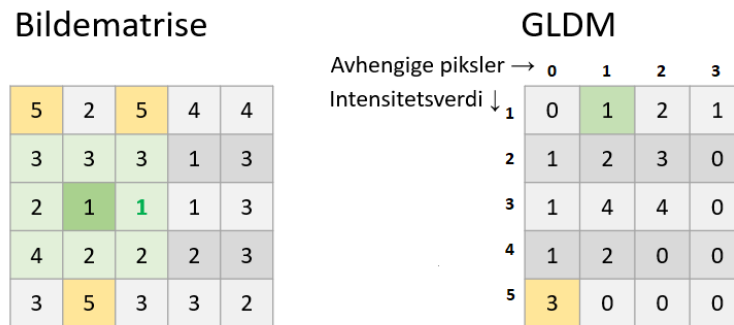 Bildematrise GLDM
Avhengige piksler → 0 1 2 3
Intensitetsverdi ↓
5 2 5 4 4
1 0 1 2 1
3 3 3 1 3
2 1 2 3 0
2 1 1 1 3
3 1 4 4 0
4 2 2 2 3
4 1 2 0 0
3 5 3 3 2
5 3 0 0 0